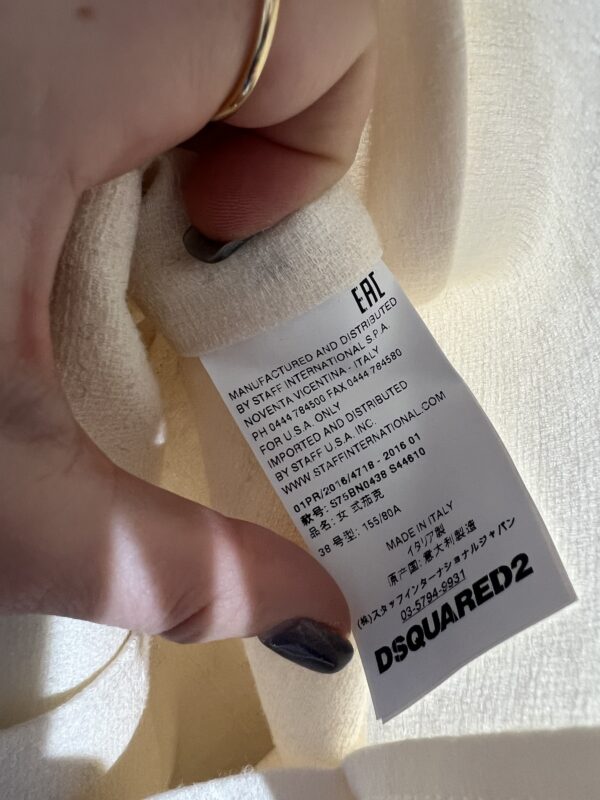 EAC
MANUFACTURED AND DISTRIBUTED
BY STAFF INTERNATIONAL S.P.A.
NOVENTA VICENTINA - ITALY
PH 0444 784500 FAX 0444 784580
FOR U.S.A. ONLY
IMPORTED AND DISTRIBUTED
BY STAFF U.S.A. INC.
WWW.STAFFINTERNATIONAL.COM
01PR/2016/4718 - 2016 01
款号: S75BN0438 S44610
品名: 女 式茄克
38 号型: 155/80A
MADE IN ITALY
イタリア製
原产国: 意大利製造
(株)スタッフインターナショナルジャパン
03-5794-9931
DSQUARED2